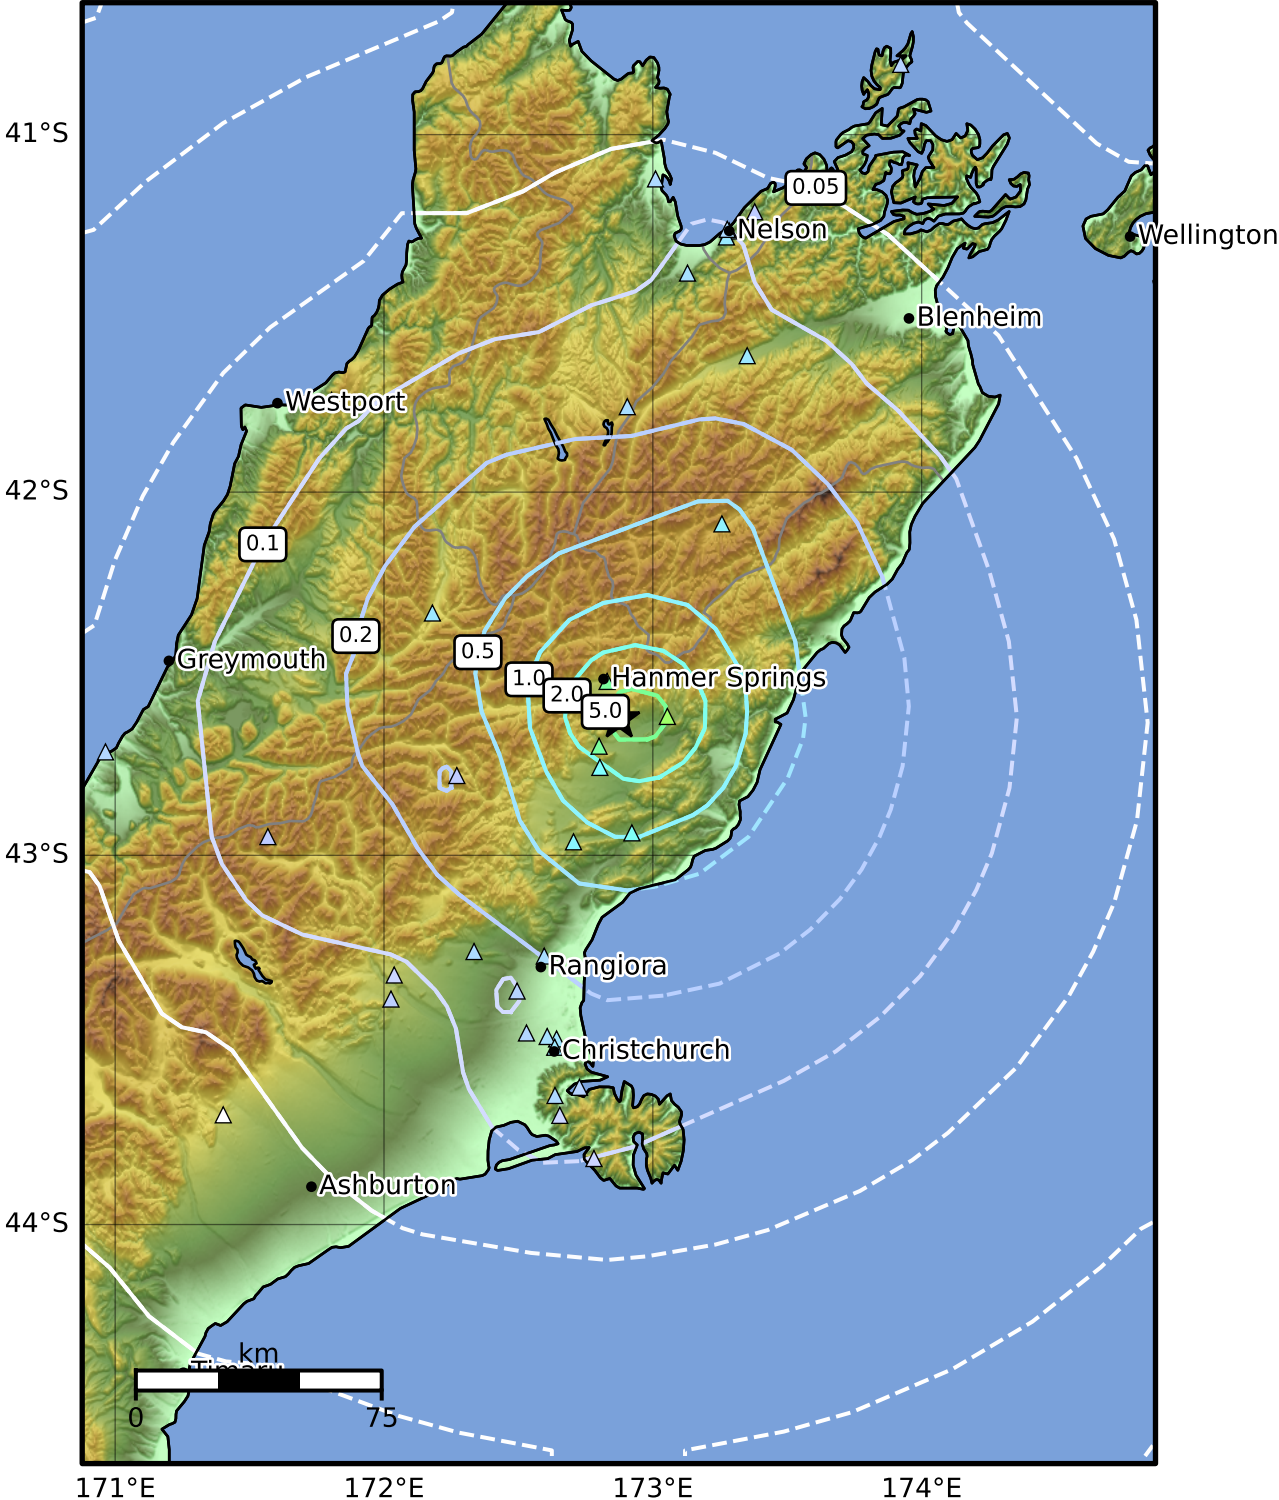 41°S
0.05
Nelson
Wellington
Blenheim
Westport
42°S
0.1
0.2
0.5
Greymouth
1.0
Hanmer Springs
2.0
5.0
43°S
Rangiora
Christchurch
Ashburton
44°S
km
Timaru
0 75
171°E 172°E 173°E 174°E